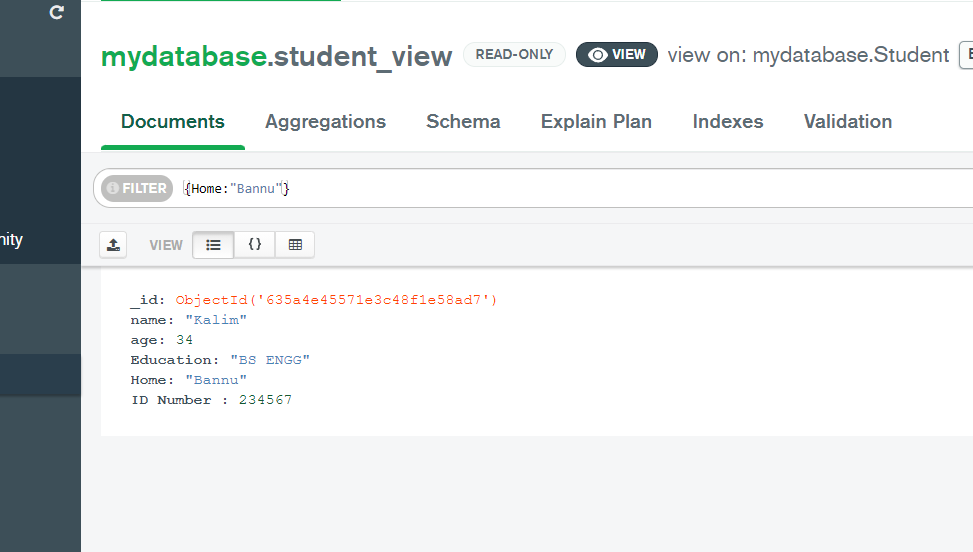 mydatabase.student_view READ-ONLY VIEW view on: mydatabase.Student
Documents Aggregations Schema Explain Plan Indexes Validation
FILTER {Home:"Bannu"}
nity
VIEW {}
_id: ObjectId('635a4e45571e3c48f1e58ad7')
name: "Kalim"
age: 34
Education: "BS ENGG"
Home: "Bannu"
ID Number : 234567